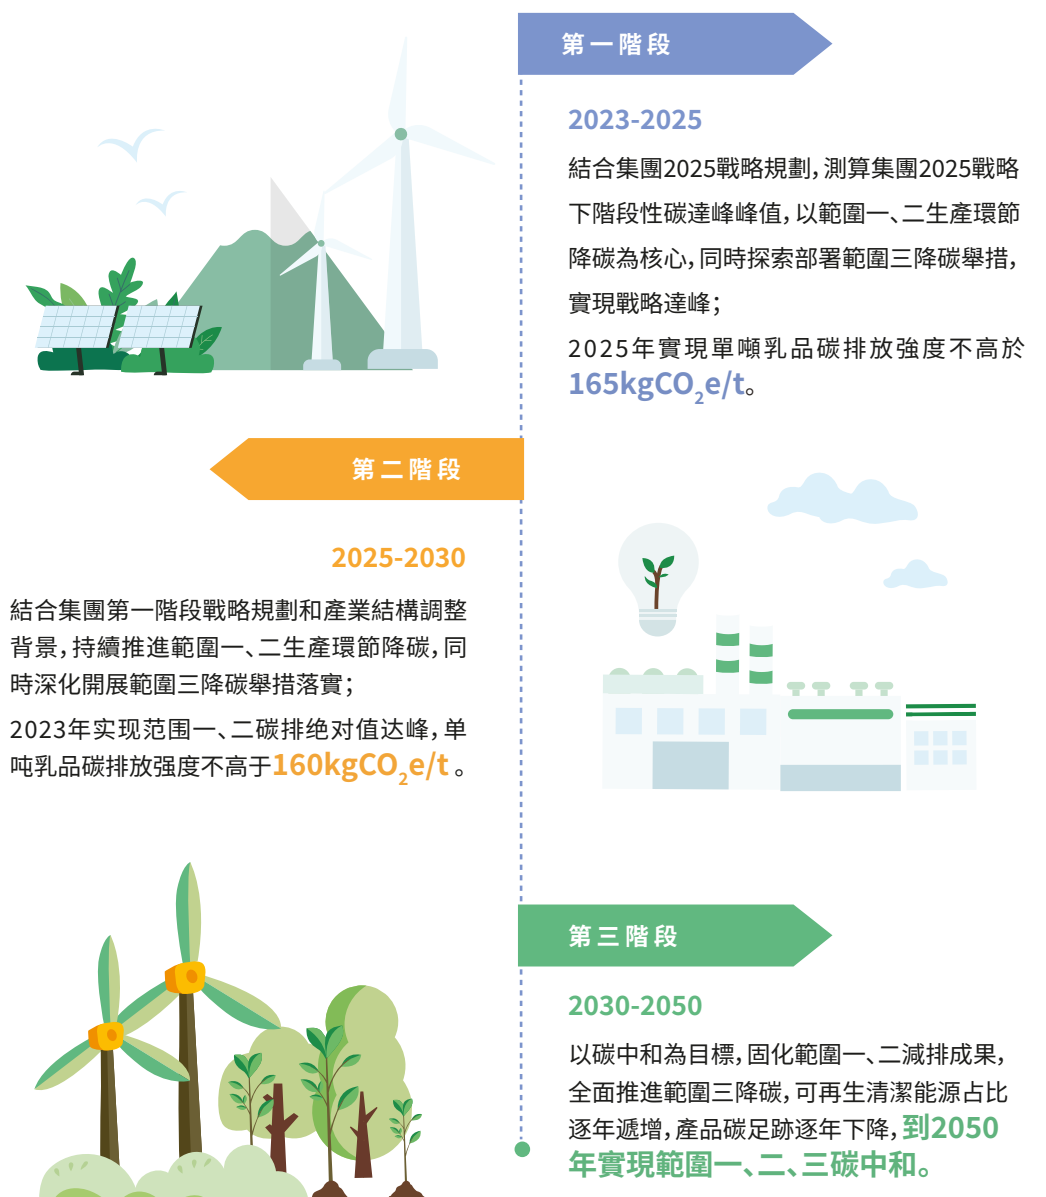 第一階段
2023-2025
結合集團2025戰略規劃，測算集團2025戰略
下階段性碳達峰峰值，以範圍一、二生產環節
降碳為核心，同時探索部署範圍三降碳舉措，
實現戰略達峰；
2025年實現單噸乳品碳排放強度不高於
165kgCO₂e/t。
第二階段
2025-2030
結合集團第一階段戰略規劃和產業結構調整
背景，持續推進範圍一、二生產環節降碳，同
時深化開展範圍三降碳舉措落實；
2023年实现范围一、二碳排绝对值达峰，单
吨乳品碳排放强度不高于160kgCO₂e/t 。
第三階段
2030-2050
以碳中和為目標，固化範圍一、二減排成果，
全面推進範圍三降碳，可再生清潔能源占比
逐年遞增，產品碳足跡逐年下降，到2050
年實現範圍一、二、三碳中和。